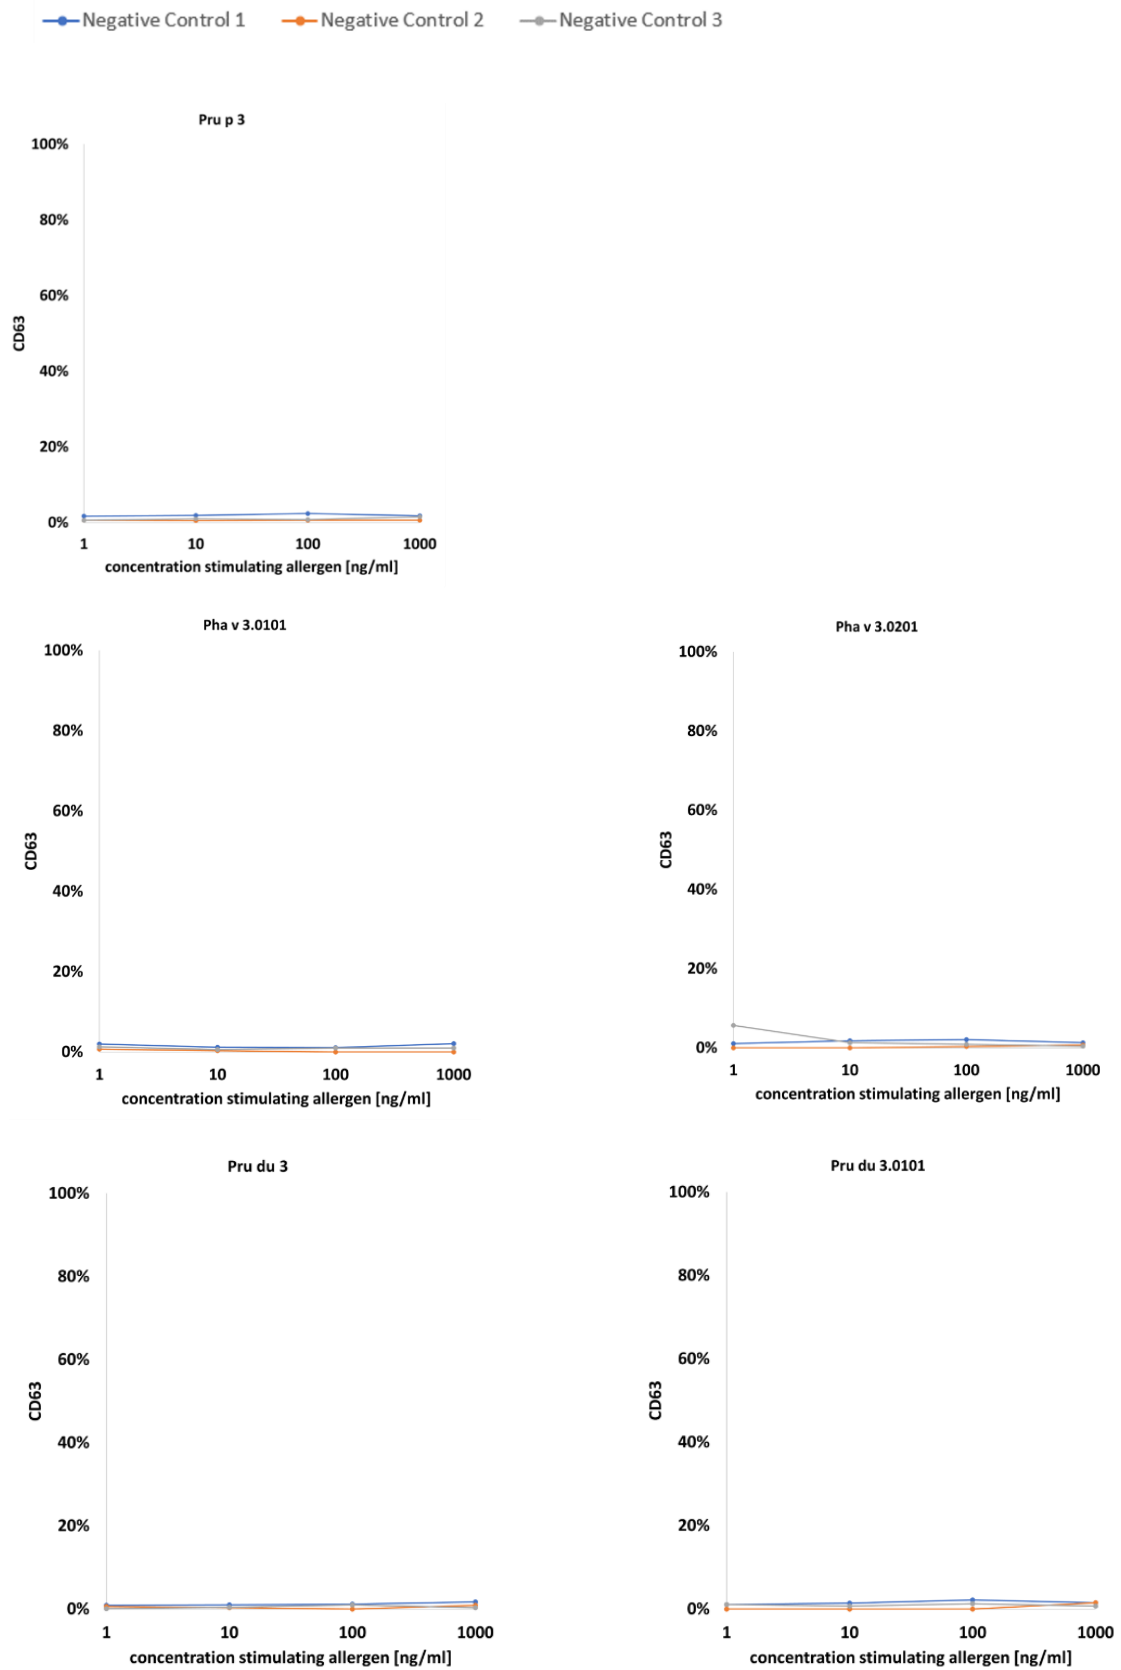 Negative Control 1 Negative Control 2 Negative Control 3
Pru p 3
100%
80%
60%
40%
20%
0%
CD63
1 10 100 1000
concentration stimulating allergen [ng/ml]
Pha v 3.0101
100%
80%
60%
40%
20%
0%
CD63
1 10 100 1000
concentration stimulating allergen [ng/ml]
Pha v 3.0201
100%
80%
60%
40%
20%
0%
CD63
1 10 100 1000
concentration stimulating allergen [ng/ml]
Pru du 3
100%
80%
60%
40%
20%
0%
CD63
1 10 100 1000
concentration stimulating allergen [ng/ml]
Pru du 3.0101
100%
80%
60%
40%
20%
0%
CD63
1 10 100 1000
concentration stimulating allergen [ng/ml]